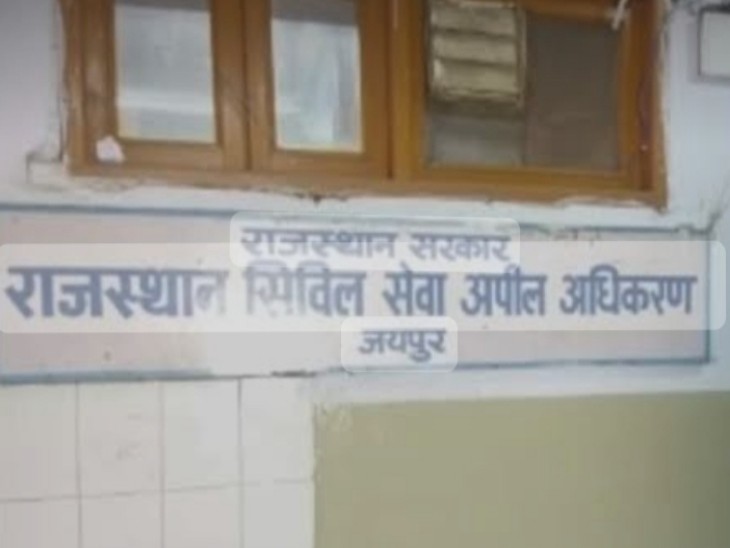 राजस्थान सरकार
राजस्थान सिविल सेवा अपील अधिकरण
जयपुर